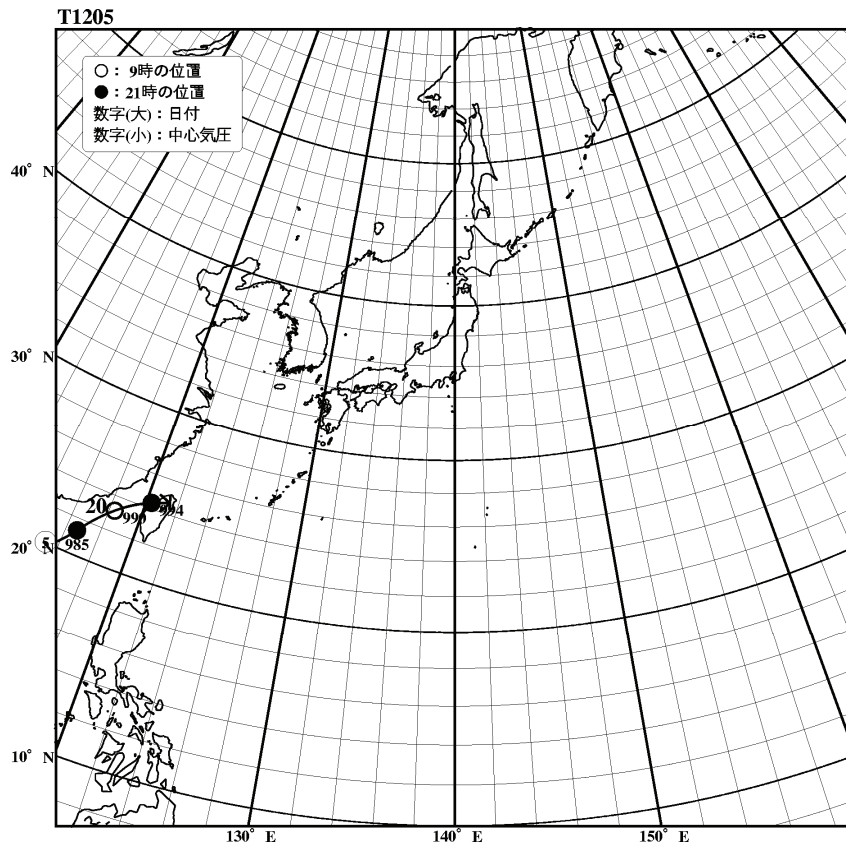 T1205
○ : 9時の位置
● : 21時の位置
数字(大) : 日付
数字(小) : 中心気圧
40° N
30° N
20
994
985
5
20° N
10° N
130° E
140° E
150° E